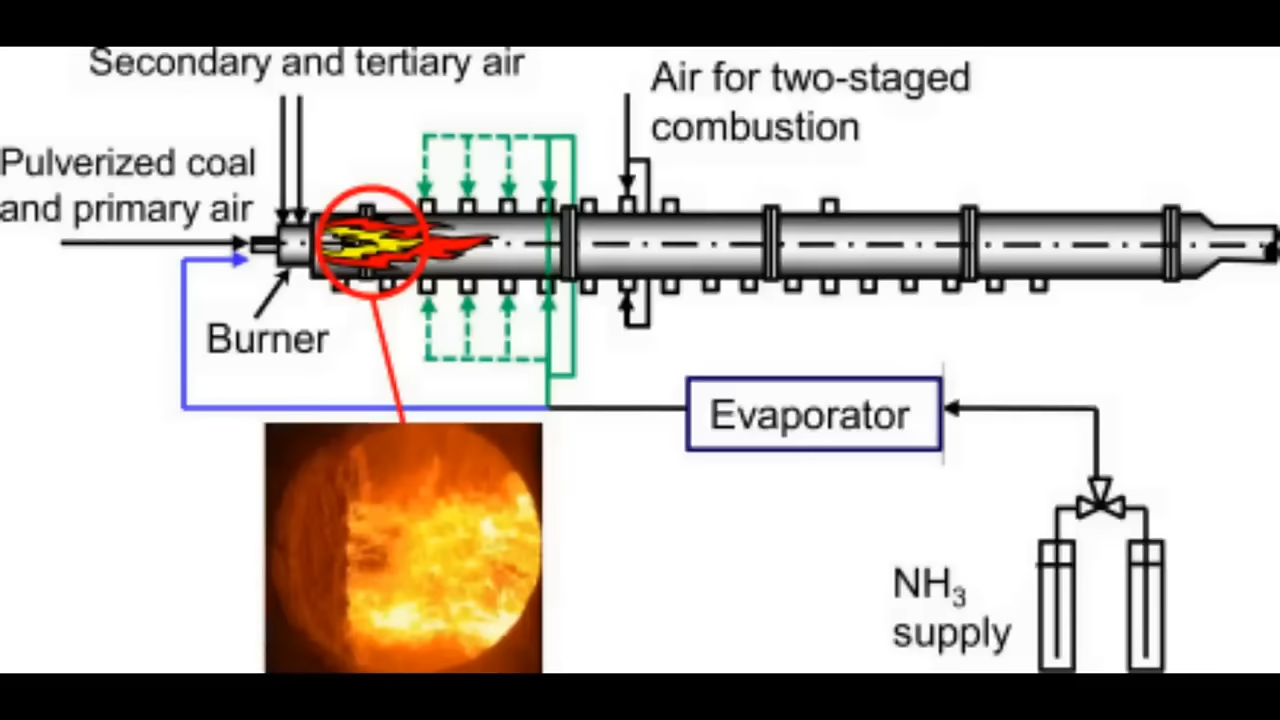 Secondary and tertiary air
Air for two-staged
combustion
Pulverized coal
and primary air
Burner
Evaporator
NH₃
supply